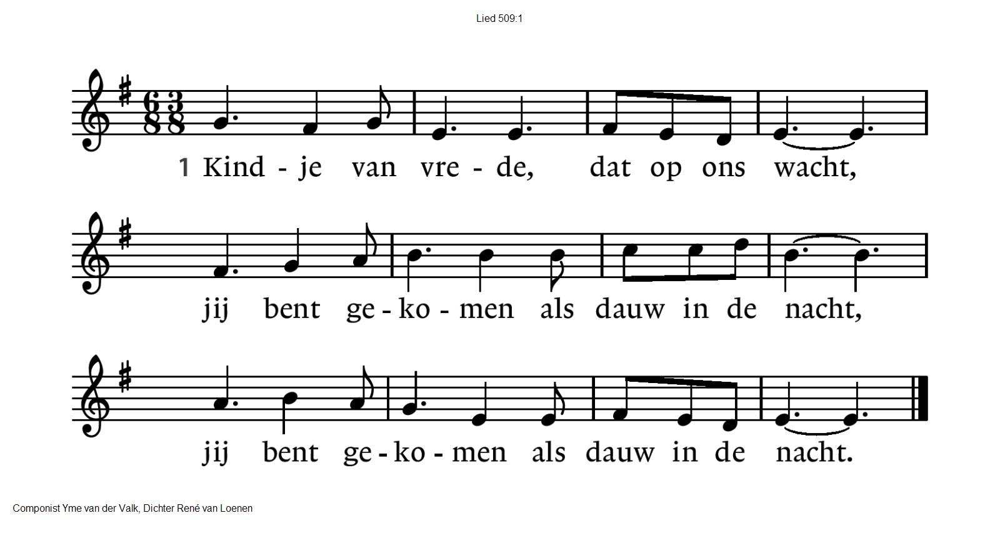 Lied 509:1
6 3
8 8
1 Kind - je van vre - de, dat op ons wacht,
jij bent ge - ko - men als dauw in de nacht,
jij bent ge - ko - men als dauw in de nacht.
Componist Yme van der Valk, Dichter René van Loenen